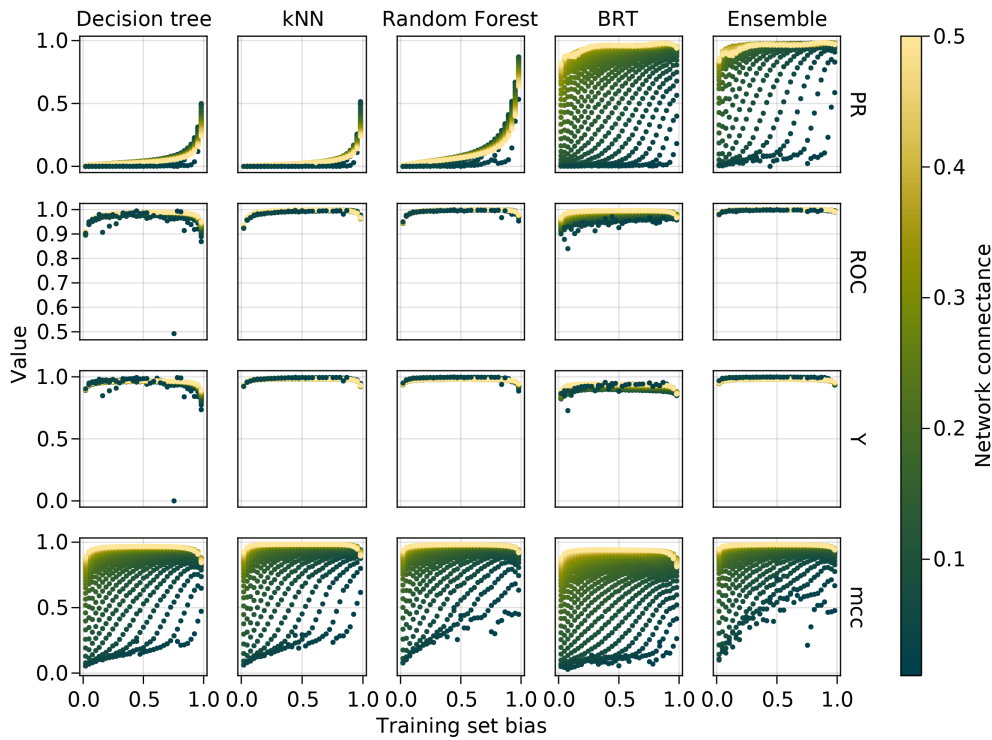 Decision tree kNN Random Forest BRT Ensemble
1.0
0.5
0.0
PR
1.0
0.9
0.8
0.7
0.6
0.5
ROC
1.0
0.5
0.0
Y
1.0
0.5
0.0
mcc
0.0 0.5 1.0 0.0 0.5 1.0 0.0 0.5 1.0 0.0 0.5 1.0 0.0 0.5 1.0
Training set bias
Value
0.5
0.4
0.3
0.2
0.1
Network connectance